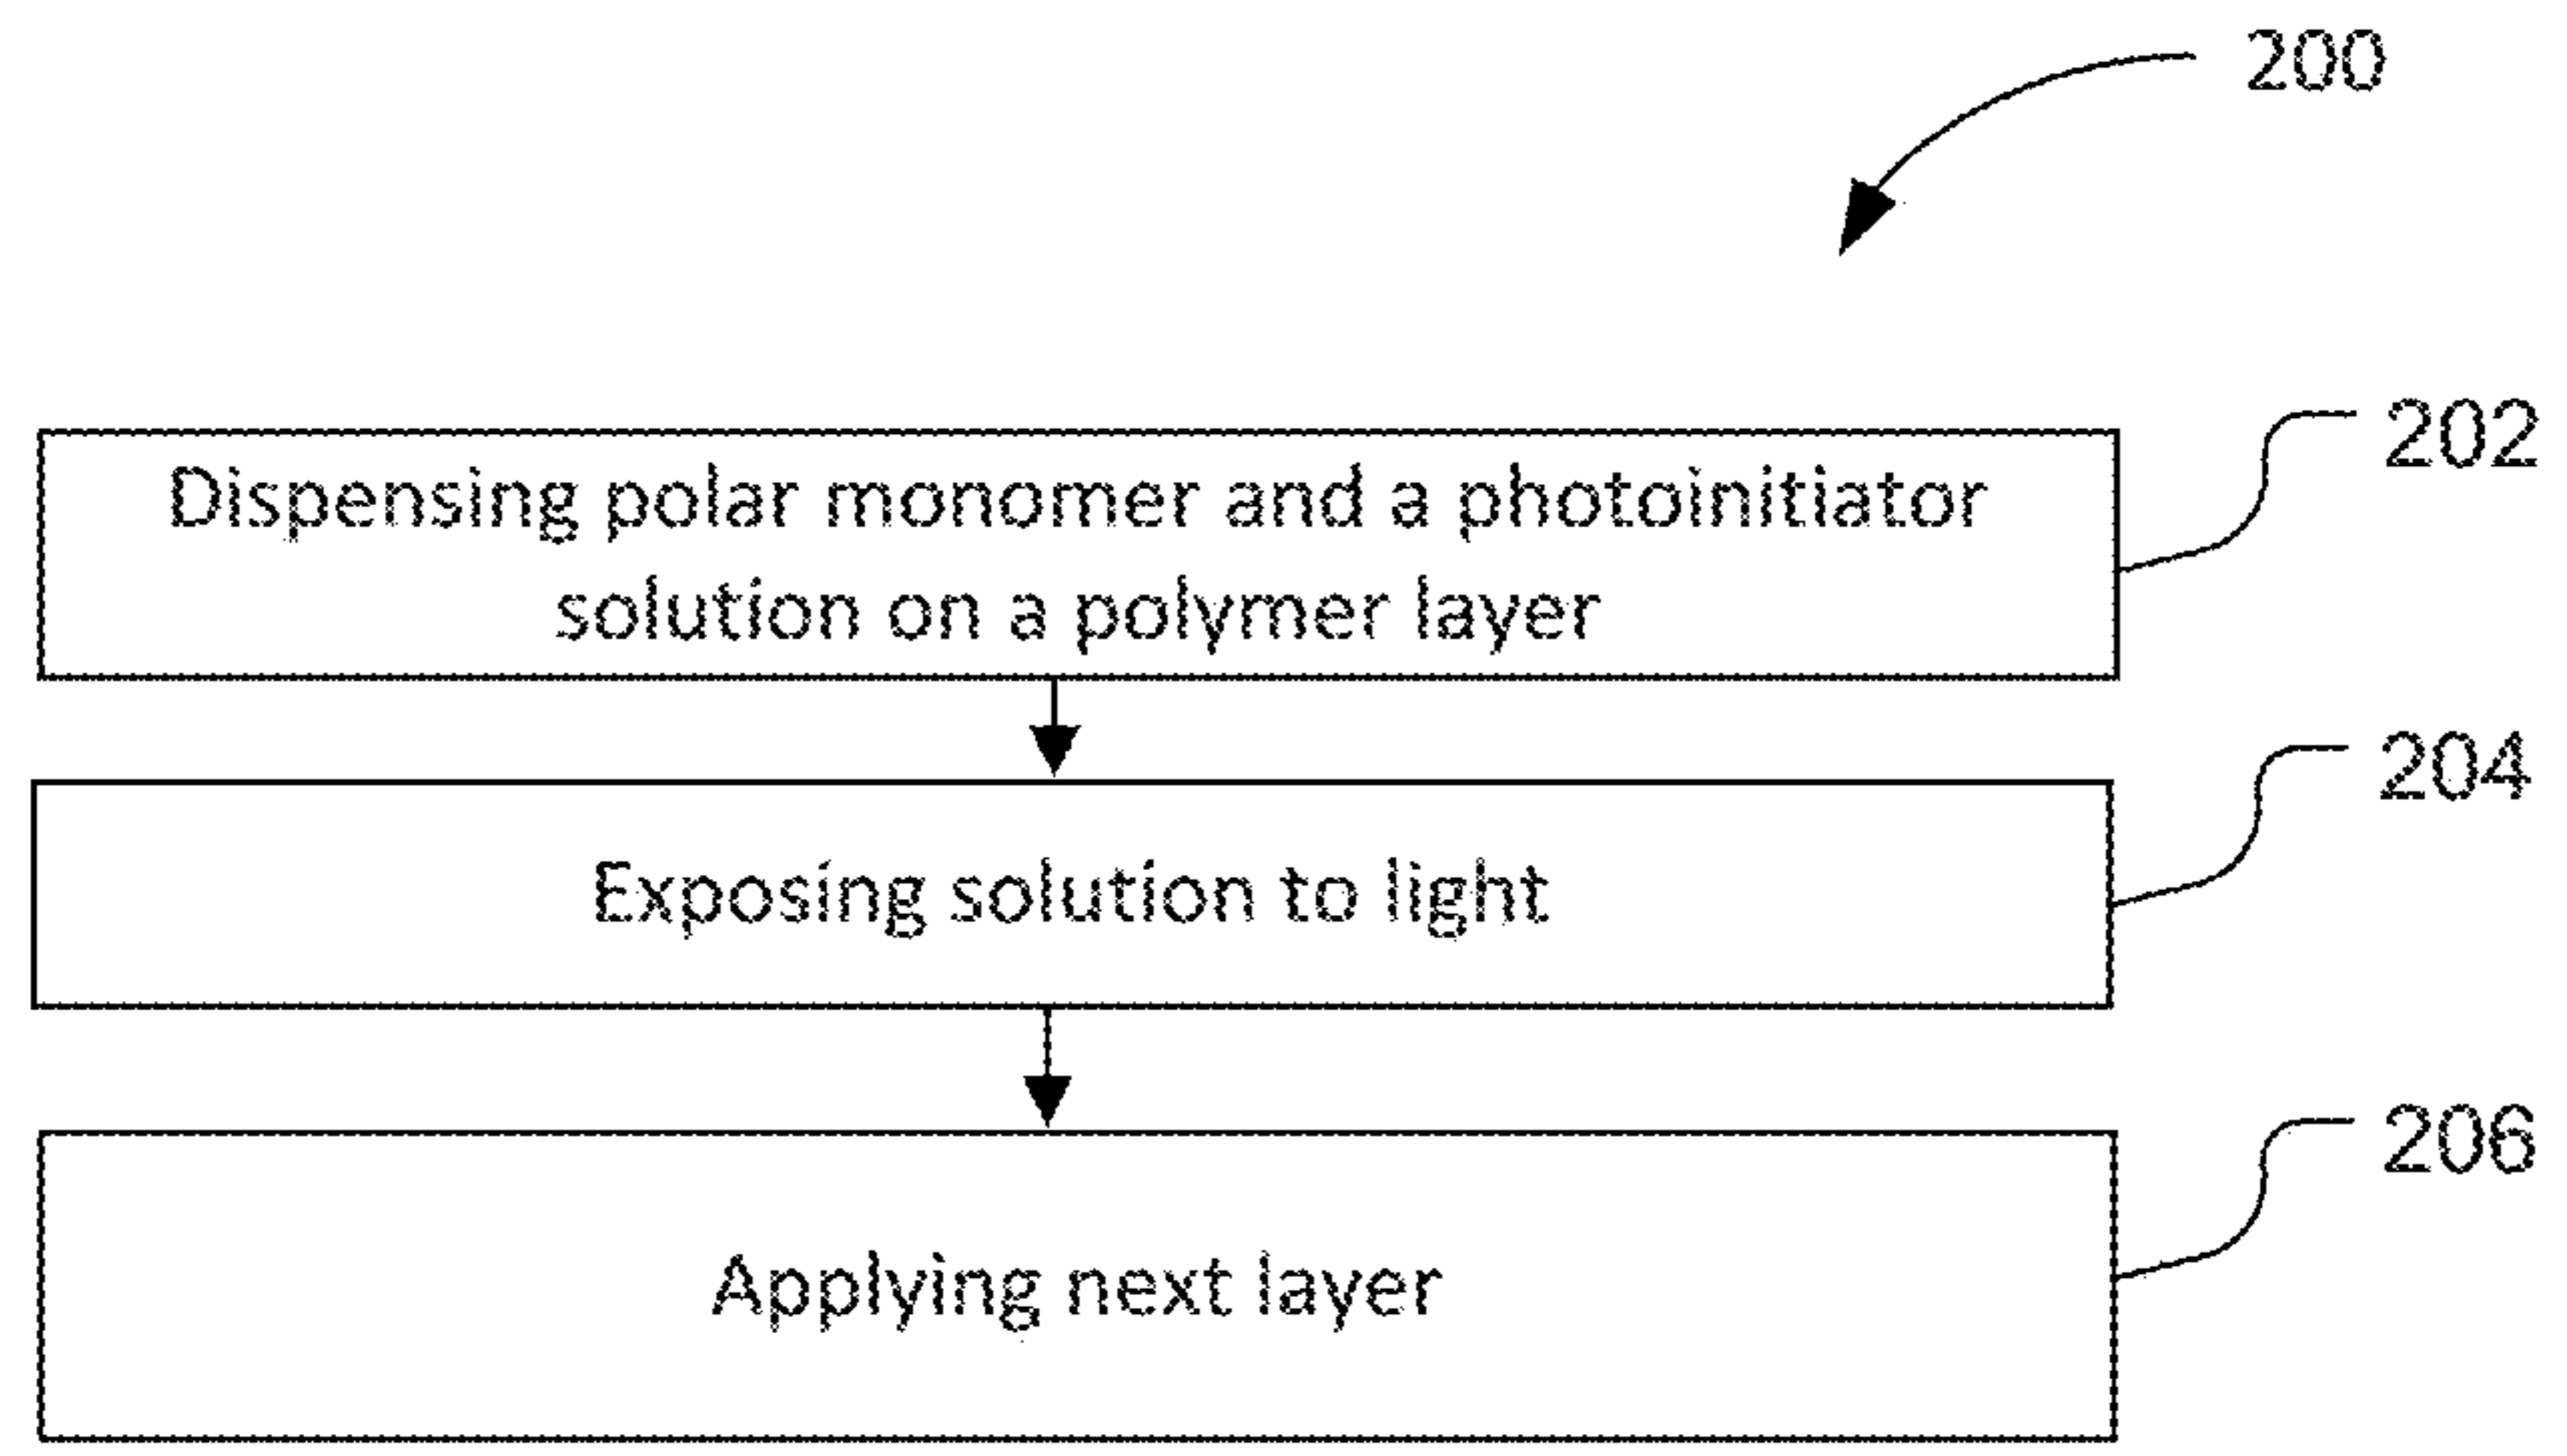 200
202
Dispensing polar monomer and a photoinitiator
solution on a polymer layer
204
Exposing solution to light
206
Applying next layer